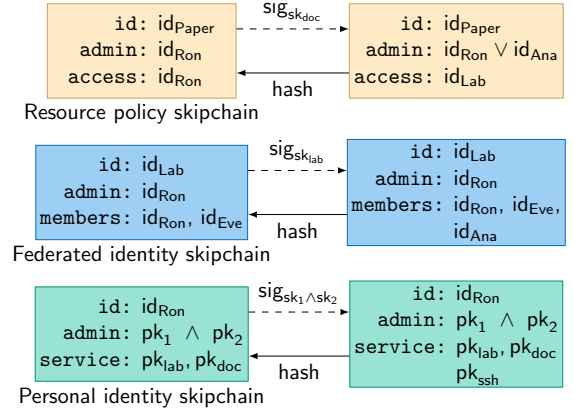 id: id_Paper
admin: id_Ron
access: id_Ron
sig_sk_doc
hash
id: id_Paper
admin: id_Ron ∨ id_Ana
access: id_Lab
Resource policy skipchain
id: id_Lab
admin: id_Ron
members: id_Ron, id_Eve
sig_sk_lab
hash
id: id_Lab
admin: id_Ron
members: id_Ron, id_Eve,
id_Ana
Federated identity skipchain
id: id_Ron
admin: pk_1 ∧ pk_2
service: pk_lab, pk_doc
sig_sk_1∧sk_2
hash
id: id_Ron
admin: pk_1 ∧ pk_2
service: pk_lab, pk_doc
pk_ssh
Personal identity skipchain